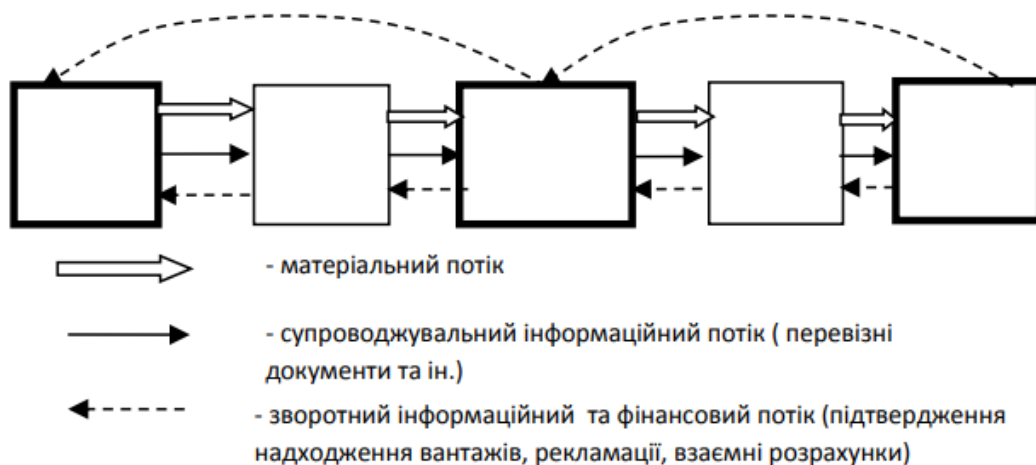 - матеріальний потік
- супроводжувальний інформаційний потік ( перевізні
документи та ін.)
- зворотний інформаційний та фінансовий потік (підтвердження
надходження вантажів, рекламації, взаємні розрахунки)